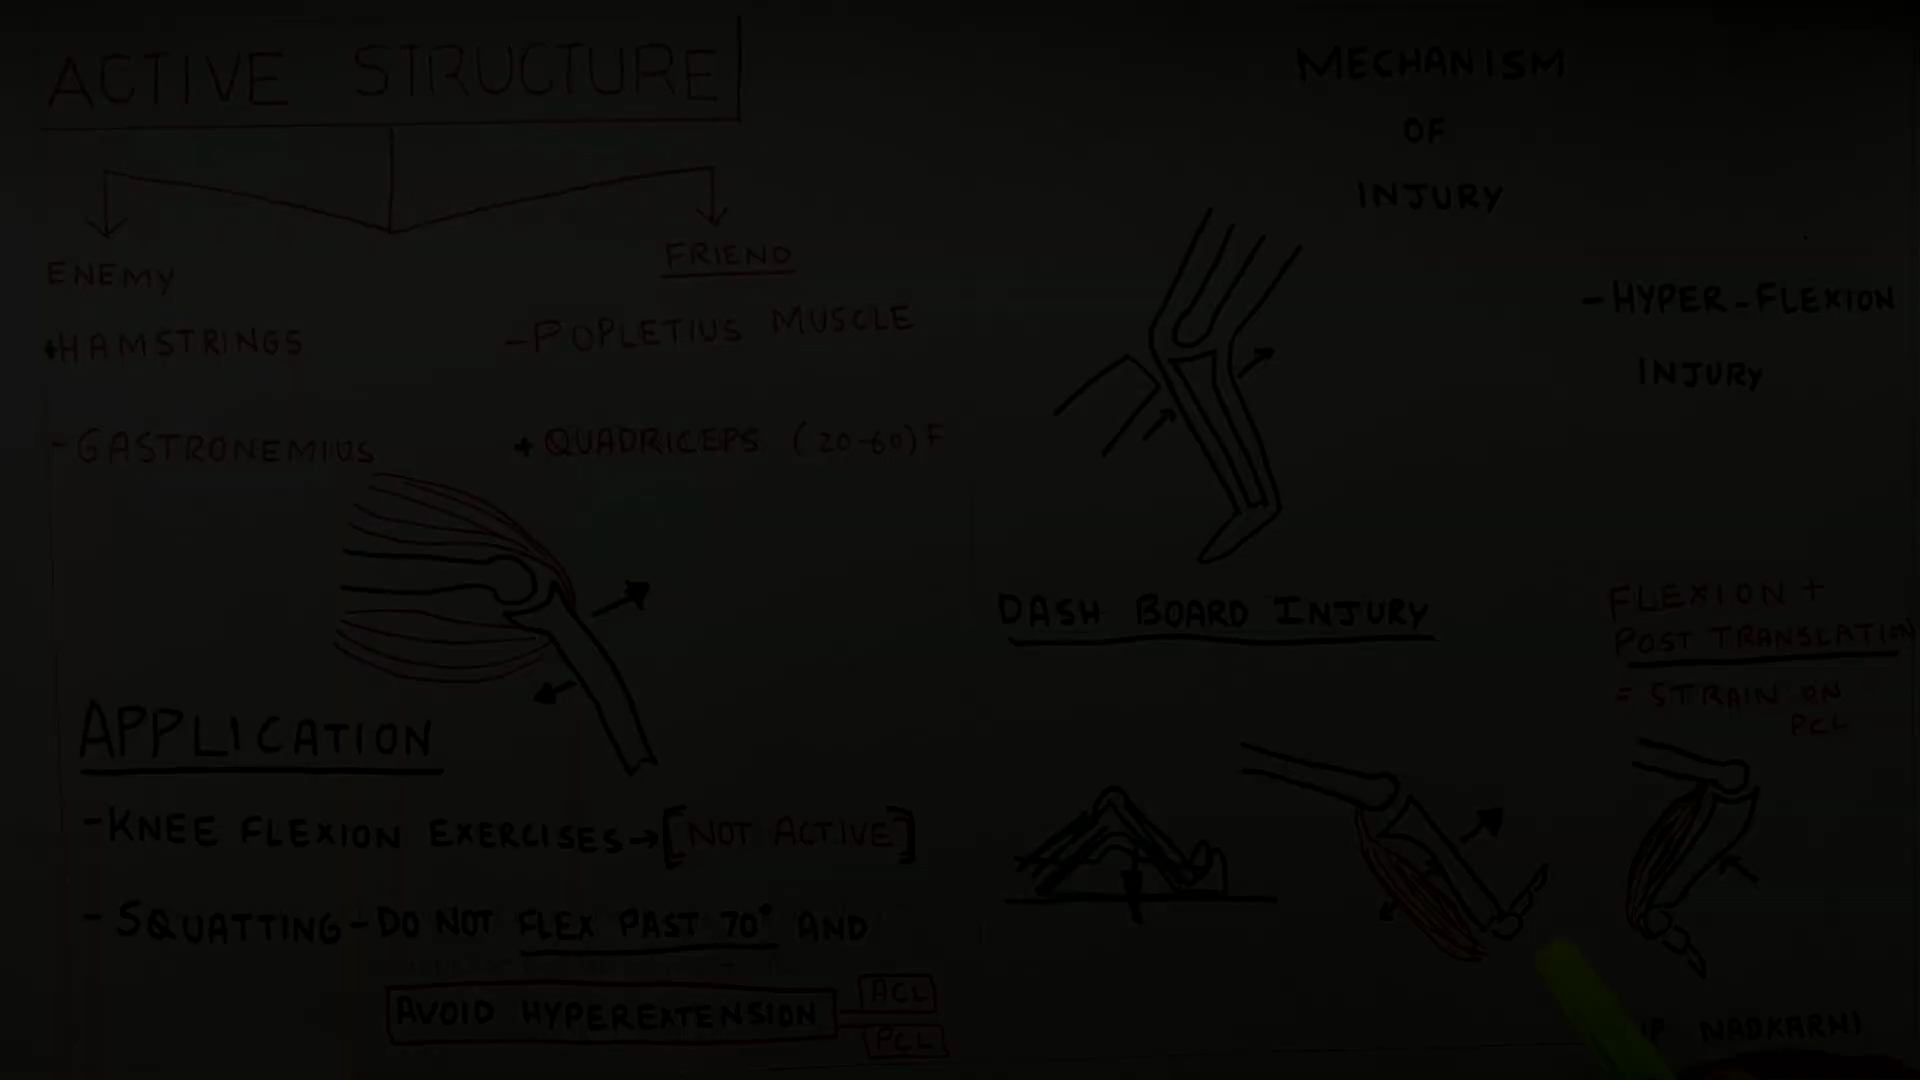 ACTIVE STRUCTURE
ENEMY
FRIEND
+HAMSTRINGS
-POPLETIUS MUSCLE
-GASTRONEMIUS
+ QUADRICEPS (20-60)F
APPLICATION
-KNEE FLEXION EXERCISES→[NOT ACTIVE]
-SQUATTING-DO NOT FLEX PAST 70° AND
AVOID HYPEREXTENSION
ACL
PCL
MECHANISM
OF
INJURY
-HYPER-FLEXION
INJURY
DASH BOARD INJURY
FLEXION +
POST TRANSLATION
= STRAIN ON
PCL
NADKARNI